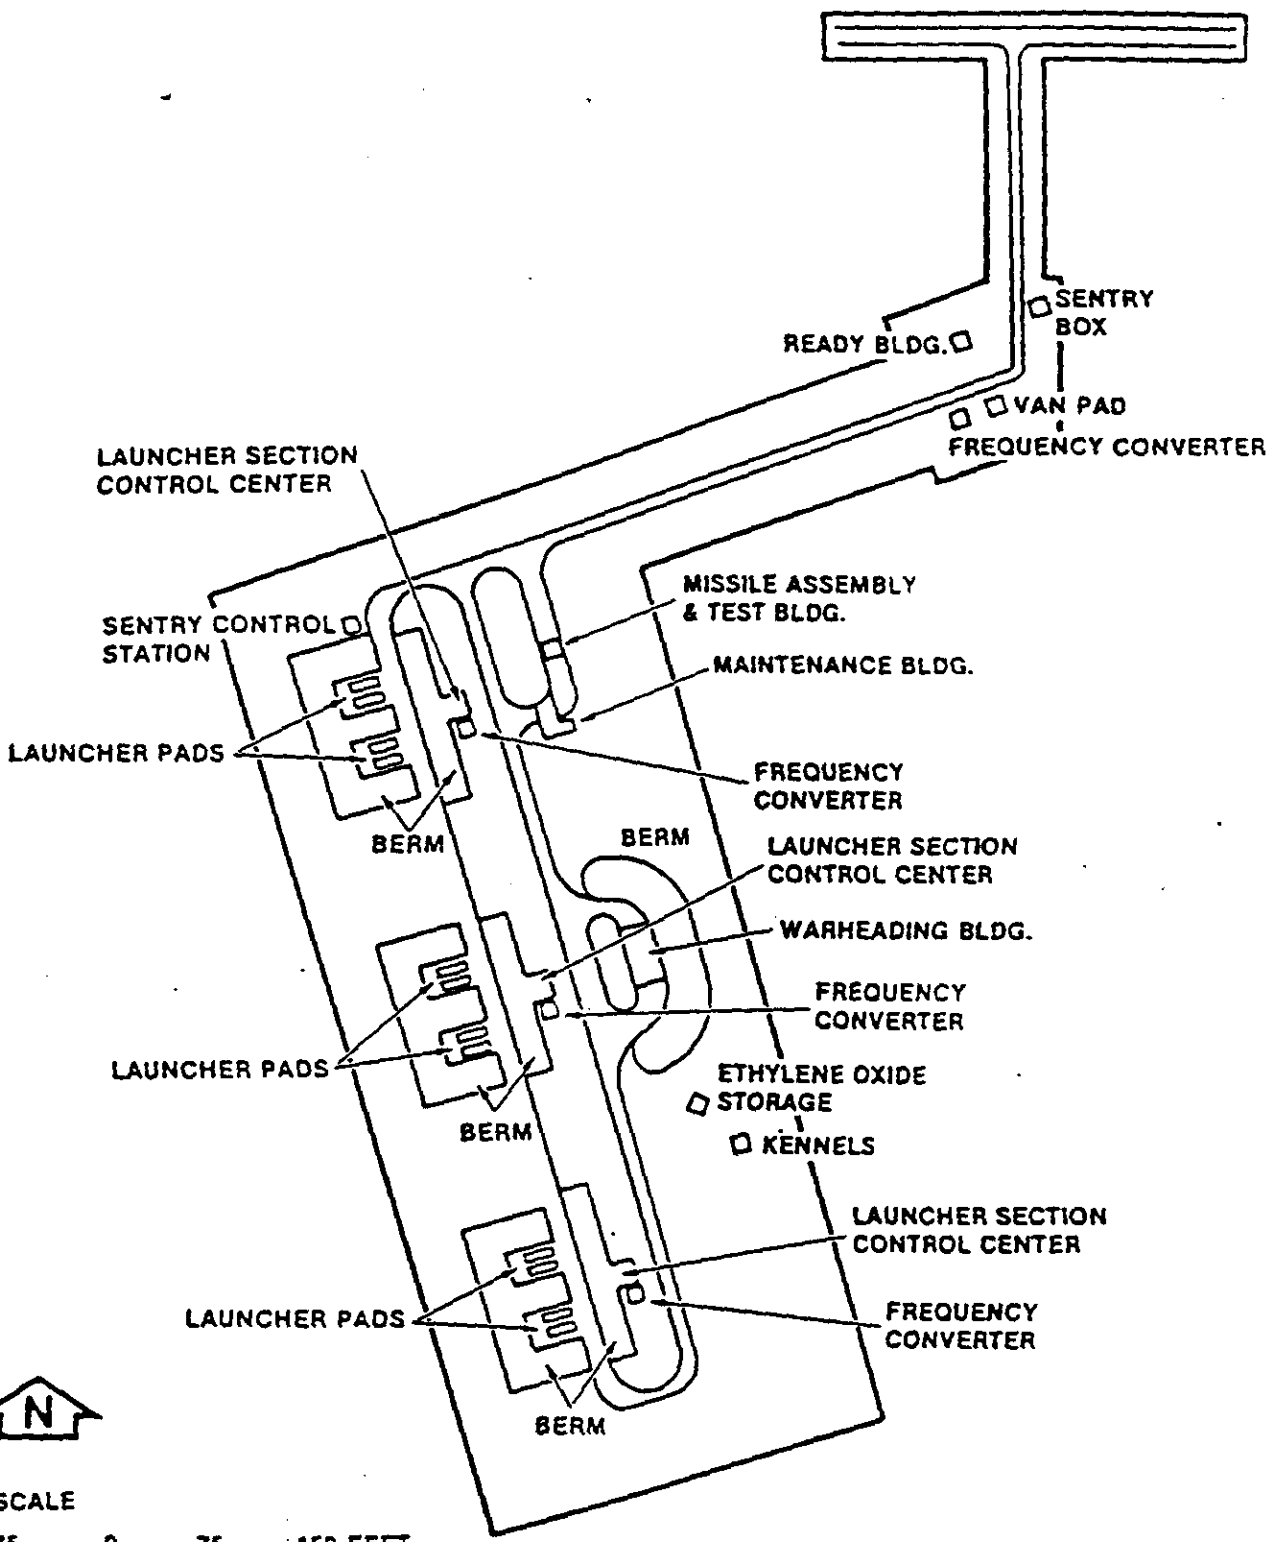 SENTRY
BOX
READY BLDG.
VAN PAD
FREQUENCY CONVERTER
LAUNCHER SECTION
CONTROL CENTER
MISSILE ASSEMBLY
& TEST BLDG.
SENTRY CONTROL
STATION
MAINTENANCE BLDG.
LAUNCHER PADS
FREQUENCY
CONVERTER
BERM
BERM
LAUNCHER SECTION
CONTROL CENTER
WARHEADING BLDG.
FREQUENCY
CONVERTER
LAUNCHER PADS
ETHYLENE OXIDE
STORAGE
BERM
KENNELS
LAUNCHER SECTION
CONTROL CENTER
LAUNCHER PADS
FREQUENCY
CONVERTER
BERM
N
SCALE